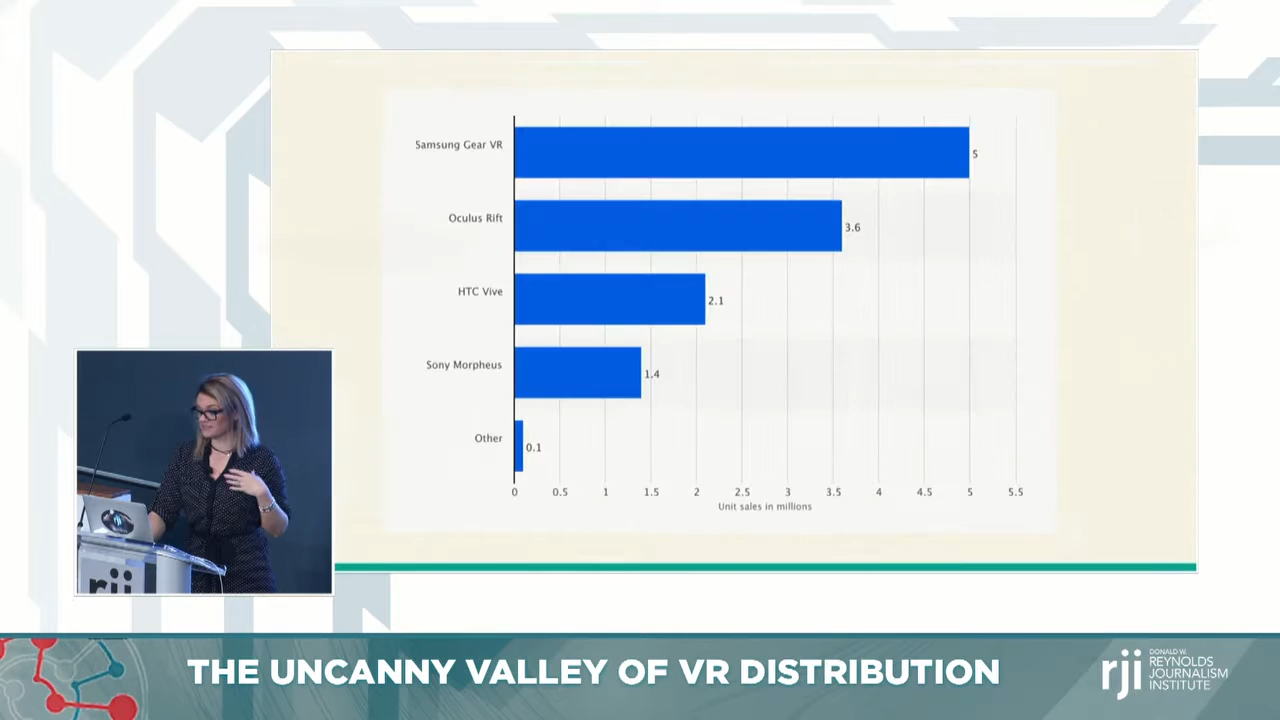 Samsung Gear VR
5
Oculus Rift
3.6
HTC Vive
2.1
Sony Morpheus
1.4
Other
0.1
0 0.5 1 1.5 2 2.5 3 3.5 4 4.5 5 5.5
Unit sales in millions
rji
THE UNCANNY VALLEY OF VR DISTRIBUTION
rji
DONALD W.
REYNOLDS
JOURNALISM
INSTITUTE